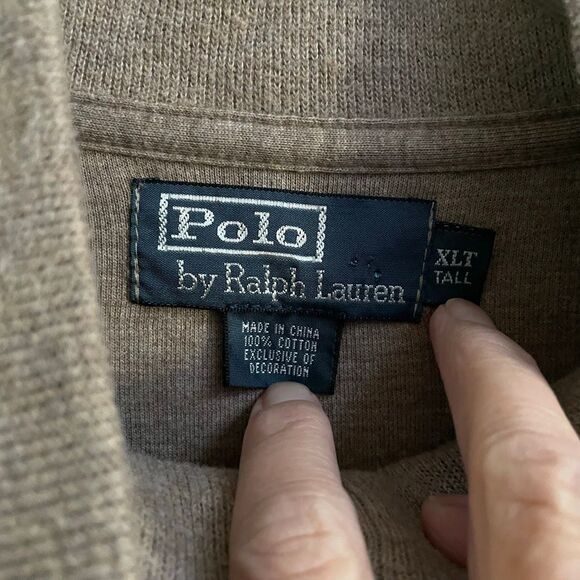 Polo
by Ralph Lauren
XLT
TALL
MADE IN CHINA
100% COTTON
EXCLUSIVE OF
DECORATION